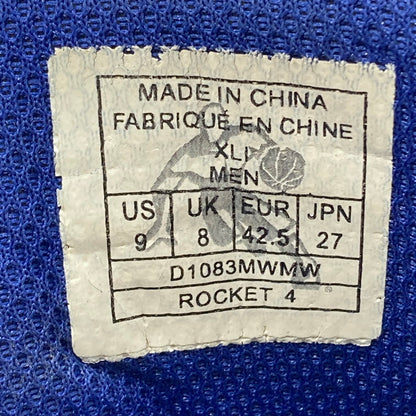 MADE IN CHINA
FABRIQUÉ EN CHINE
XLI
MEN
US UK EUR JPN
9 8 42.5 27
D1083MWMW
ROCKET 4
®